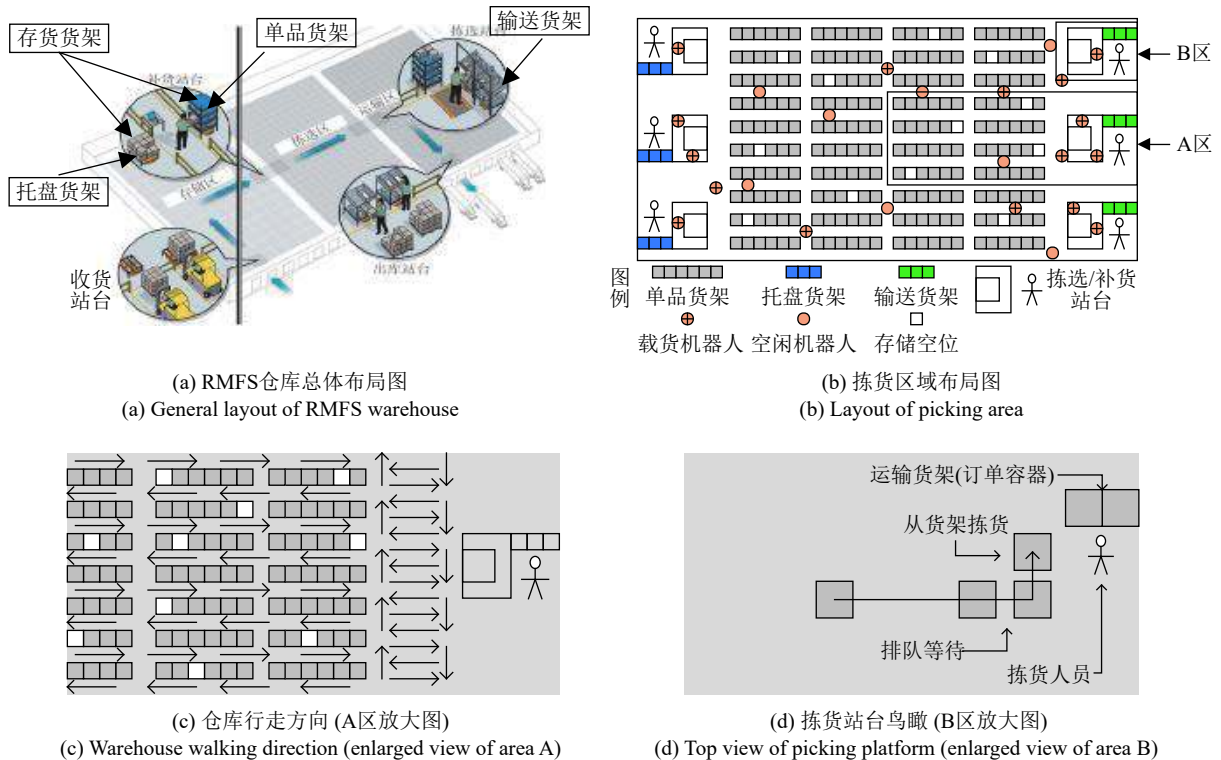 存货货架
单品货架
输送货架
拣选站台
补货站台
托盘货架
拣选区
存储区
收货
站台
出库站台
(a) RMFS仓库总体布局图
(a) General layout of RMFS warehouse
B区
A区
图
例
单品货架
托盘货架
输送货架
拣选/补货
站台
载货机器人
空闲机器人
存储空位
(b) 拣货区域布局图
(b) Layout of picking area
(c) 仓库行走方向 (A区放大图)
(c) Warehouse walking direction (enlarged view of area A)
运输货架(订单容器)
从货架拣货
排队等待
拣货人员
(d) 拣货站台鸟瞰 (B区放大图)
(d) Top view of picking platform (enlarged view of area B)